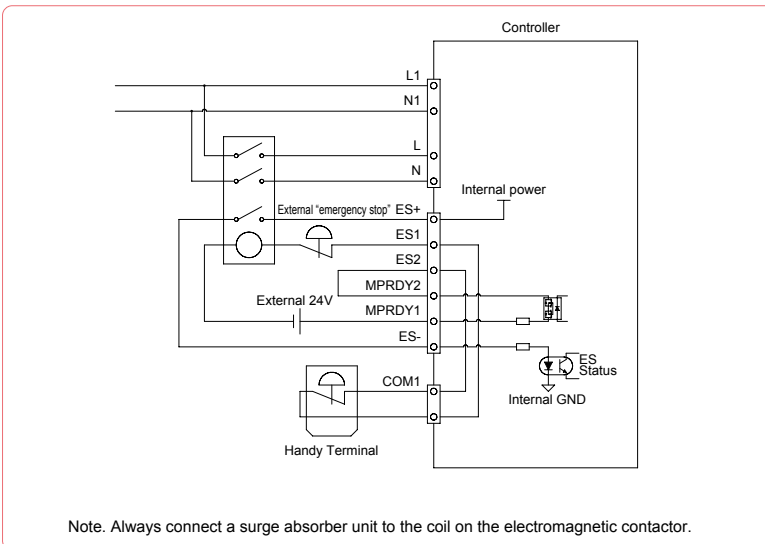 Controller
L1
N1
L
N
Internal power
External "emergency stop" ES+
ES1
ES2
MPRDY2
External 24V
MPRDY1
ES-
ES
Status
COM1
Internal GND
Handy Terminal
Note. Always connect a surge absorber unit to the coil on the electromagnetic contactor.